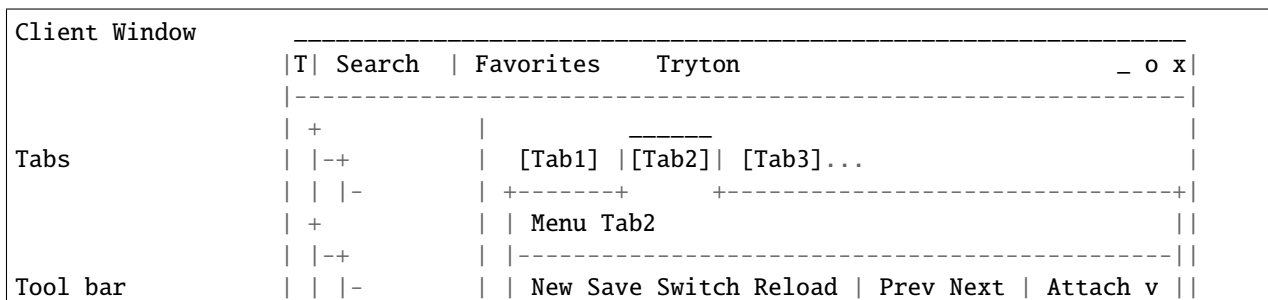 Client Window      ________________________________________________________________
                  |T| Search  | Favorites    Tryton                           _ o x|
                  |----------------------------------------------------------------|
                  | +         |          ______                                    |
Tabs              | |-+       |  [Tab1] |[Tab2]| [Tab3]...                        |
                  | | |-      | +-------+      +--------------------------------+|
                  | +         | | Menu Tab2                                     ||
                  | |-+       | |-----------------------------------------------||
Tool bar          | | |-      | | New Save Switch Reload | Prev Next | Attach v ||